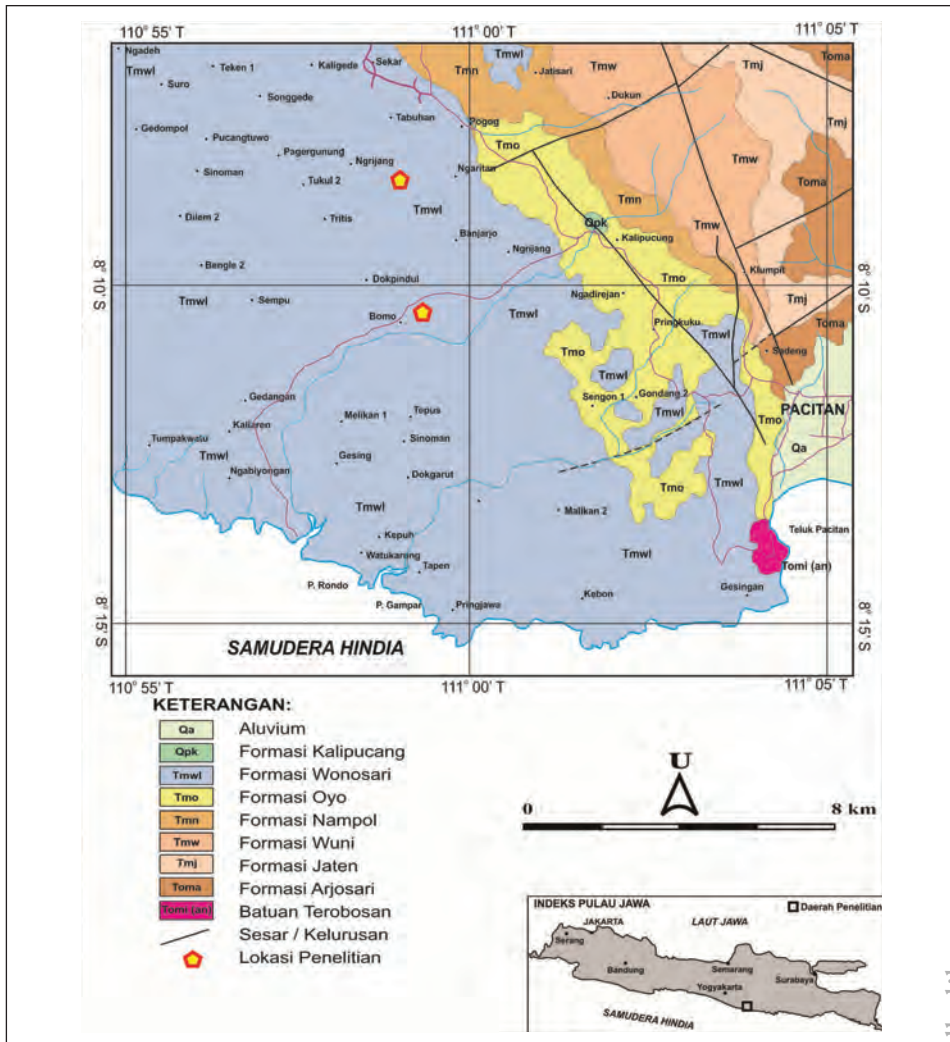 110° 55' T 111° 00' T 111° 05' T
Ngadeh
Tmwl
Teken 1
Kaligede
Sekar
Tmn
Tmwl
Jatisari
Tmw
Tmj
Toma
Suro
Songgede
Dukun
Gedompol
Pucangtuwo
Tabuhan
Pogog
Tmo
Tmj
Pagergunung
Ngrijang
Ngaritan
Tmw
Sinoman
Tukul 2
Tmn
Toma
Dilem 2
Tritis
Tmwl
Qpk
Tmw
Banjarjo
Kalipucung
Ngrijang
Bengle 2
Dokpindul
Tmo
Klumpit
8° 10' S
8° 10' S
Tmwl
Sempu
Ngadirejan
Tmj
Bomo
Tmwl
Pringkuku
Tmwl
Toma
Tmo
Sedeng
Tmwl
Gedangan
Sengon 1
Gondang 2
Tmwl
PACITAN
Melikan 1
Tepus
Tmo
Kaliaren
Qa
Tumpakwatu
Sinoman
Tmwl
Gesing
Ngabiyongan
Dokgarut
Tmo
Tmwl
Tmwl
Malikan 2
Teluk Pacitan
Kepuh
Watukarung
Tmwl
Tapen
Tomi (an)
P. Rondo
Gesingan
P. Gampar
Pringjawa
Kebon
8° 15' S
8° 15' S
SAMUDERA HINDIA
110° 55' T 111° 00' T 111° 05' T
KETERANGAN:
Qa Aluvium
Qpk Formasi Kalipucang
Tmwl Formasi Wonosari
Tmo Formasi Oyo
Tmn Formasi Nampol
Tmw Formasi Wuni
Tmj Formasi Jaten
Toma Formasi Arjosari
Tomi (an) Batuan Terobosan
Sesar / Kelurusan
Lokasi Penelitian
U
0 8 km
INDEKS PULAU JAWA
Daerah Penelitian
JAKARTA
LAUT JAWA
Serang
Bandung
Semarang
Surabaya
Yogyakarta
SAMUDERA HINDIA